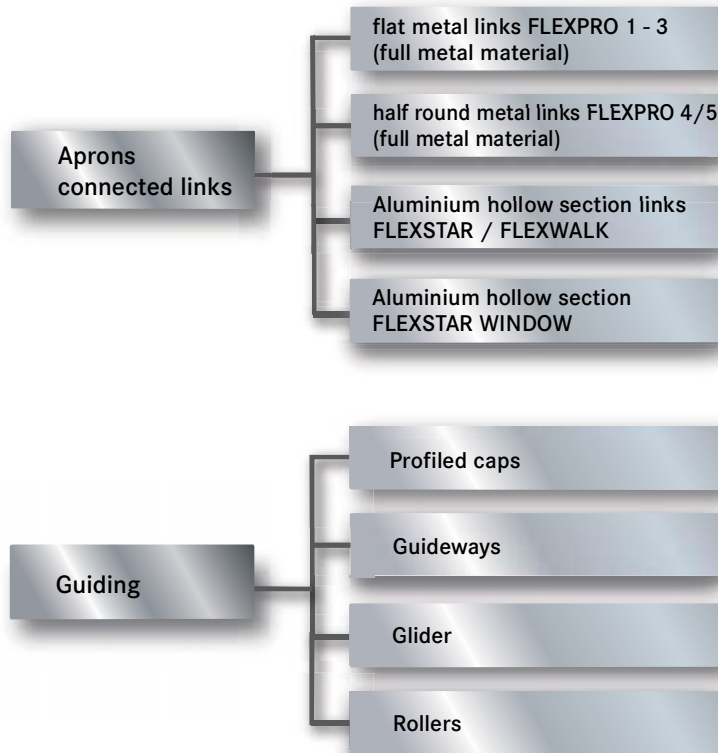 flat metal links FLEXPRO 1 - 3
(full metal material)
half round metal links FLEXPRO 4/5
(full metal material)
Aprons
connected links
Aluminium hollow section links
FLEXSTAR / FLEXWALK
Aluminium hollow section
FLEXSTAR WINDOW
Profiled caps
Guideways
Guiding
Glider
Rollers